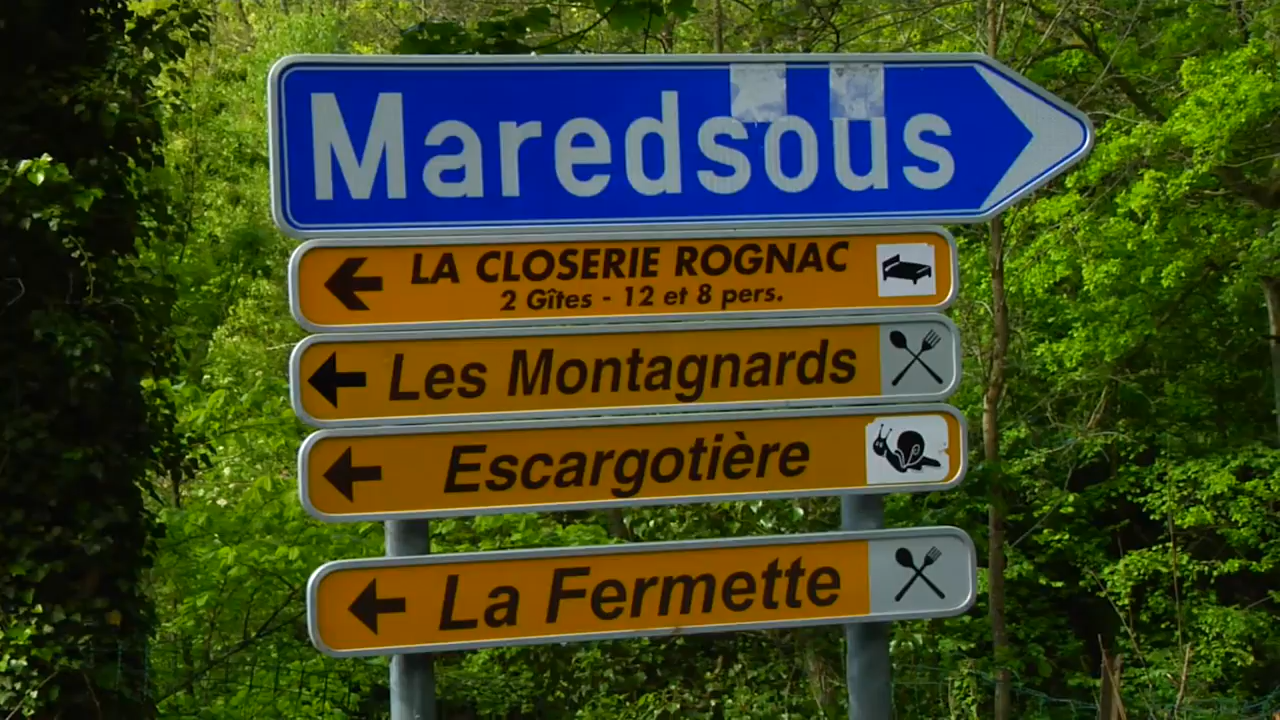 Maredsous
LA CLOSERIE ROGNAC
2 Gîtes - 12 et 8 pers.
Les Montagnards
Escargotière
La Fermette